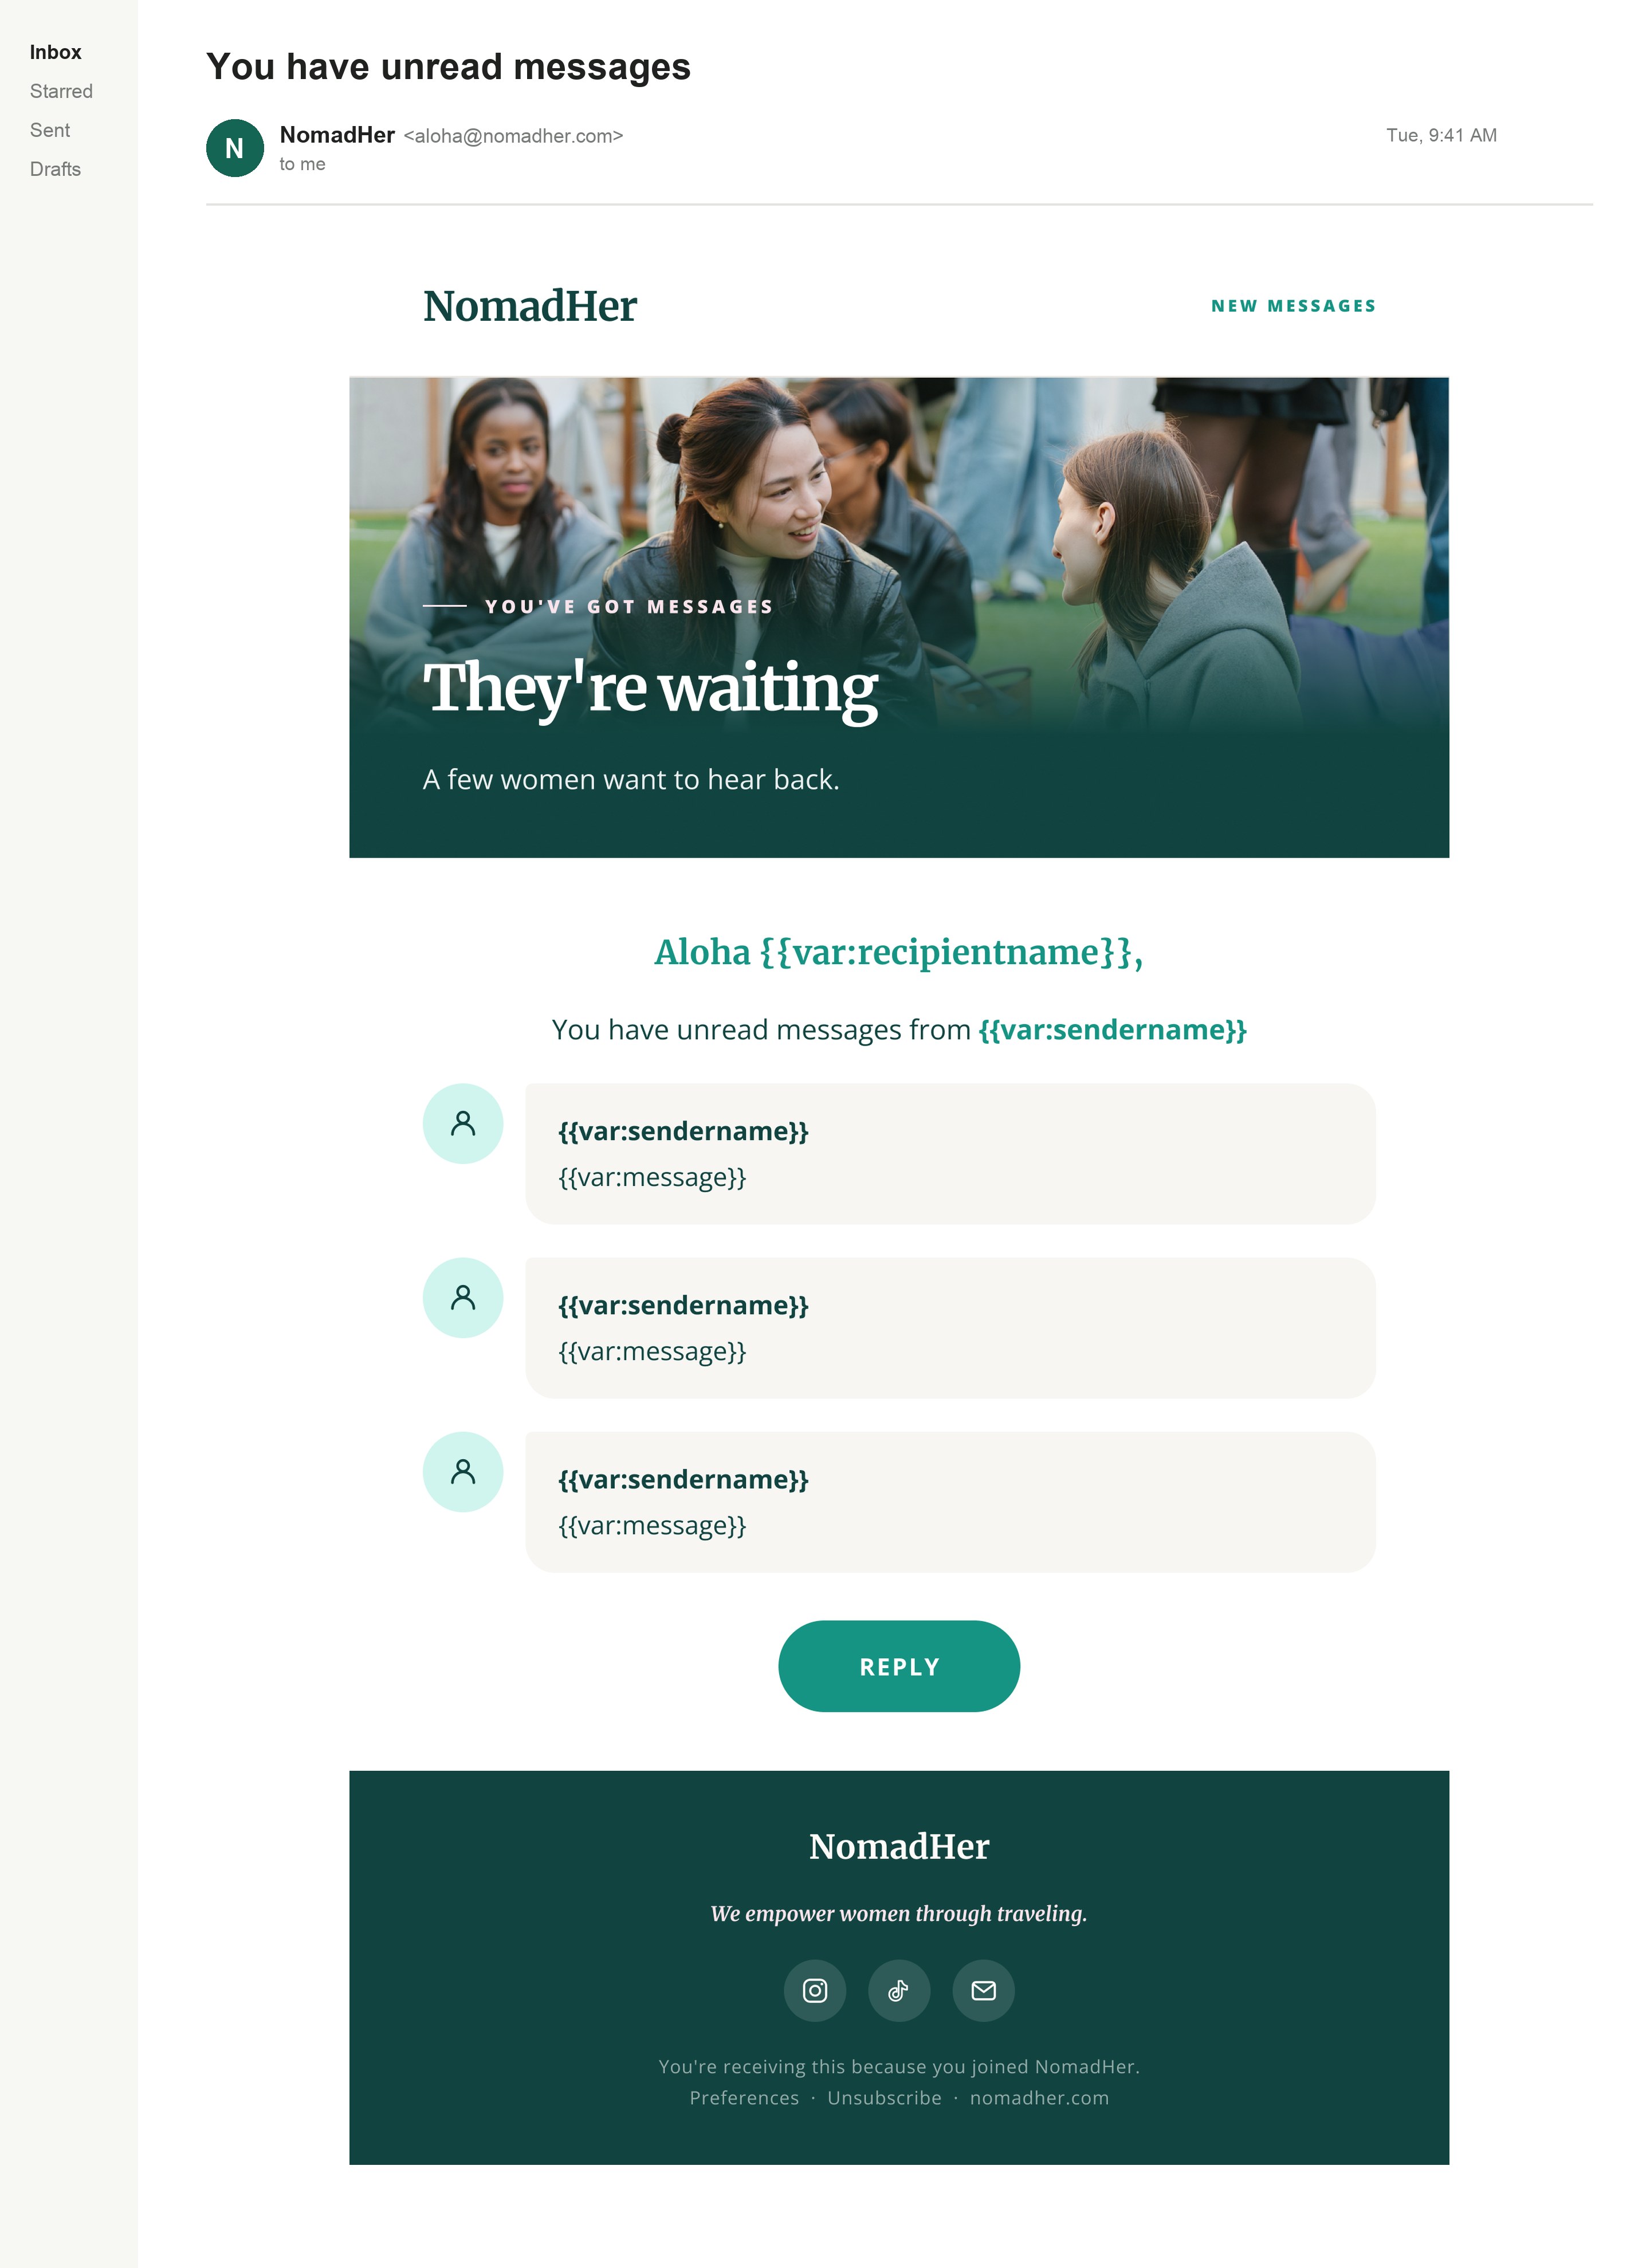 Inbox
Starred
Sent
Drafts
You have unread messages
N
NomadHer <aloha@nomadher.com>
Tue, 9:41 AM
to me
NomadHer
NEW MESSAGES
YOU'VE GOT MESSAGES
They're waiting
A few women want to hear back.
Aloha {{var:recipientname}},
You have unread messages from {{var:sendername}}
{{var:sendername}}
{{var:message}}
{{var:sendername}}
{{var:message}}
{{var:sendername}}
{{var:message}}
REPLY
NomadHer
We empower women through traveling.
You're receiving this because you joined NomadHer.
Preferences · Unsubscribe · nomadher.com